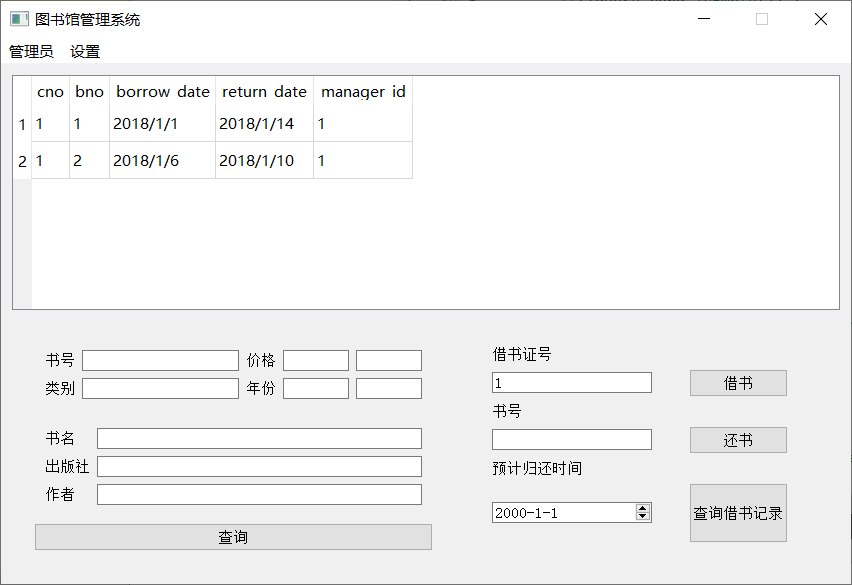 图书馆管理系统
管理员 设置
cno bno borrow date return date manager id
1 1 1 2018/1/1 2018/1/14 1
2 1 2 2018/1/6 2018/1/10 1
书号 价格
类别 年份
书名
出版社
作者
查询
借书证号
1 借书
书号
还书
预计归还时间
2000-1-1 查询借书记录